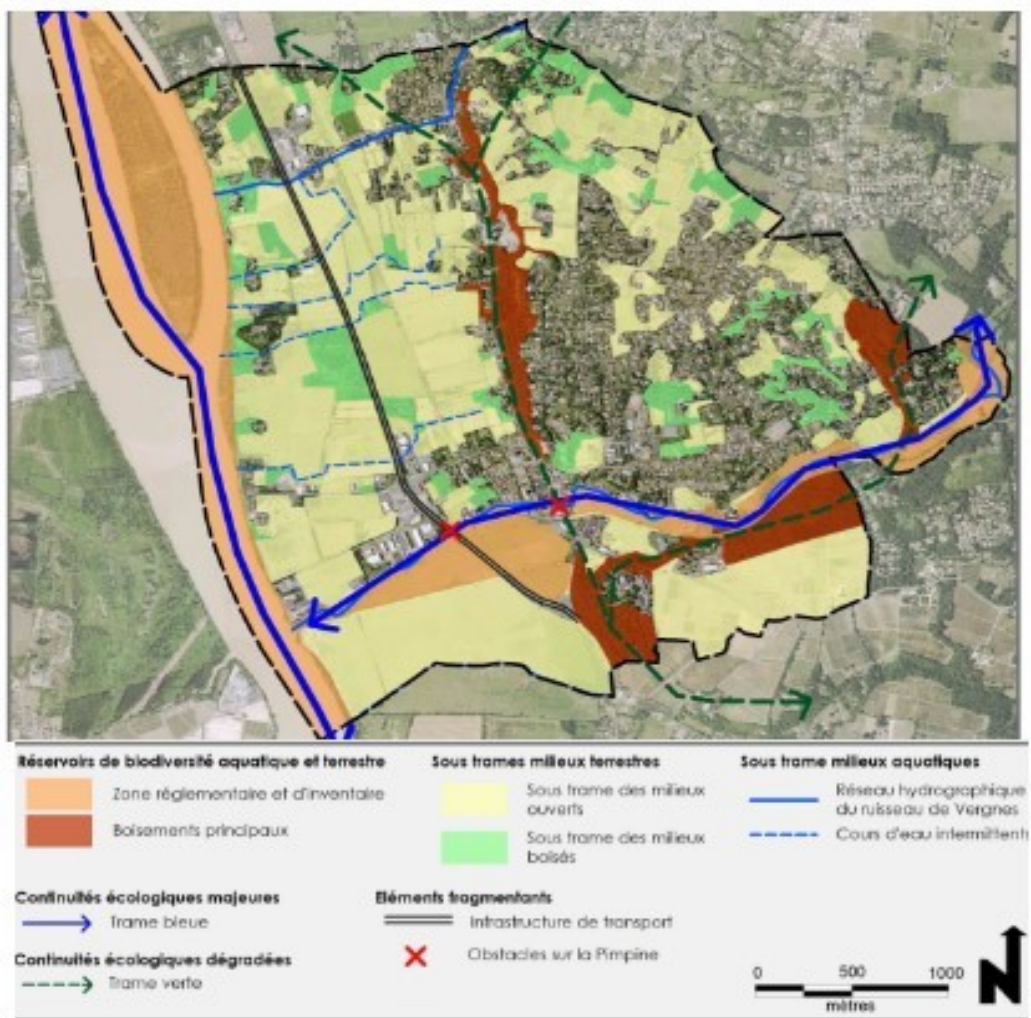 Réservoirs de biodiversité aquatique et terrestre
Zone réglementaire et d'inventaire
Boisements principaux
Sous trames milieux terrestres
Sous trame des milieux
ouverts
Sous trame des milieux
boisés
Sous trame milieux aquatiques
Réseau hydrographique
du ruisseau de Vergnes
Cours d'eau intermittent
Continuités écologiques majeures
Trame bleue
Continuités écologiques dégradées
Trame verte
Eléments fragmentants
Infrastructure de transport
Obstacles sur la Pimpine
0 500 1000
mètres
N